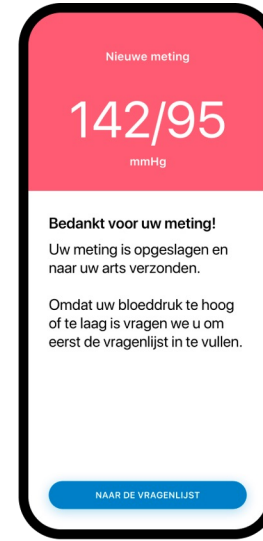 Nieuwe meting
142/95
mmHg
Bedankt voor uw meting!
Uw meting is opgeslagen en
naar uw arts verzonden.
Omdat uw bloeddruk te hoog
of te laag is vragen we u om
eerst de vragenlijst in te vullen.
NAAR DE VRAGENLIJST